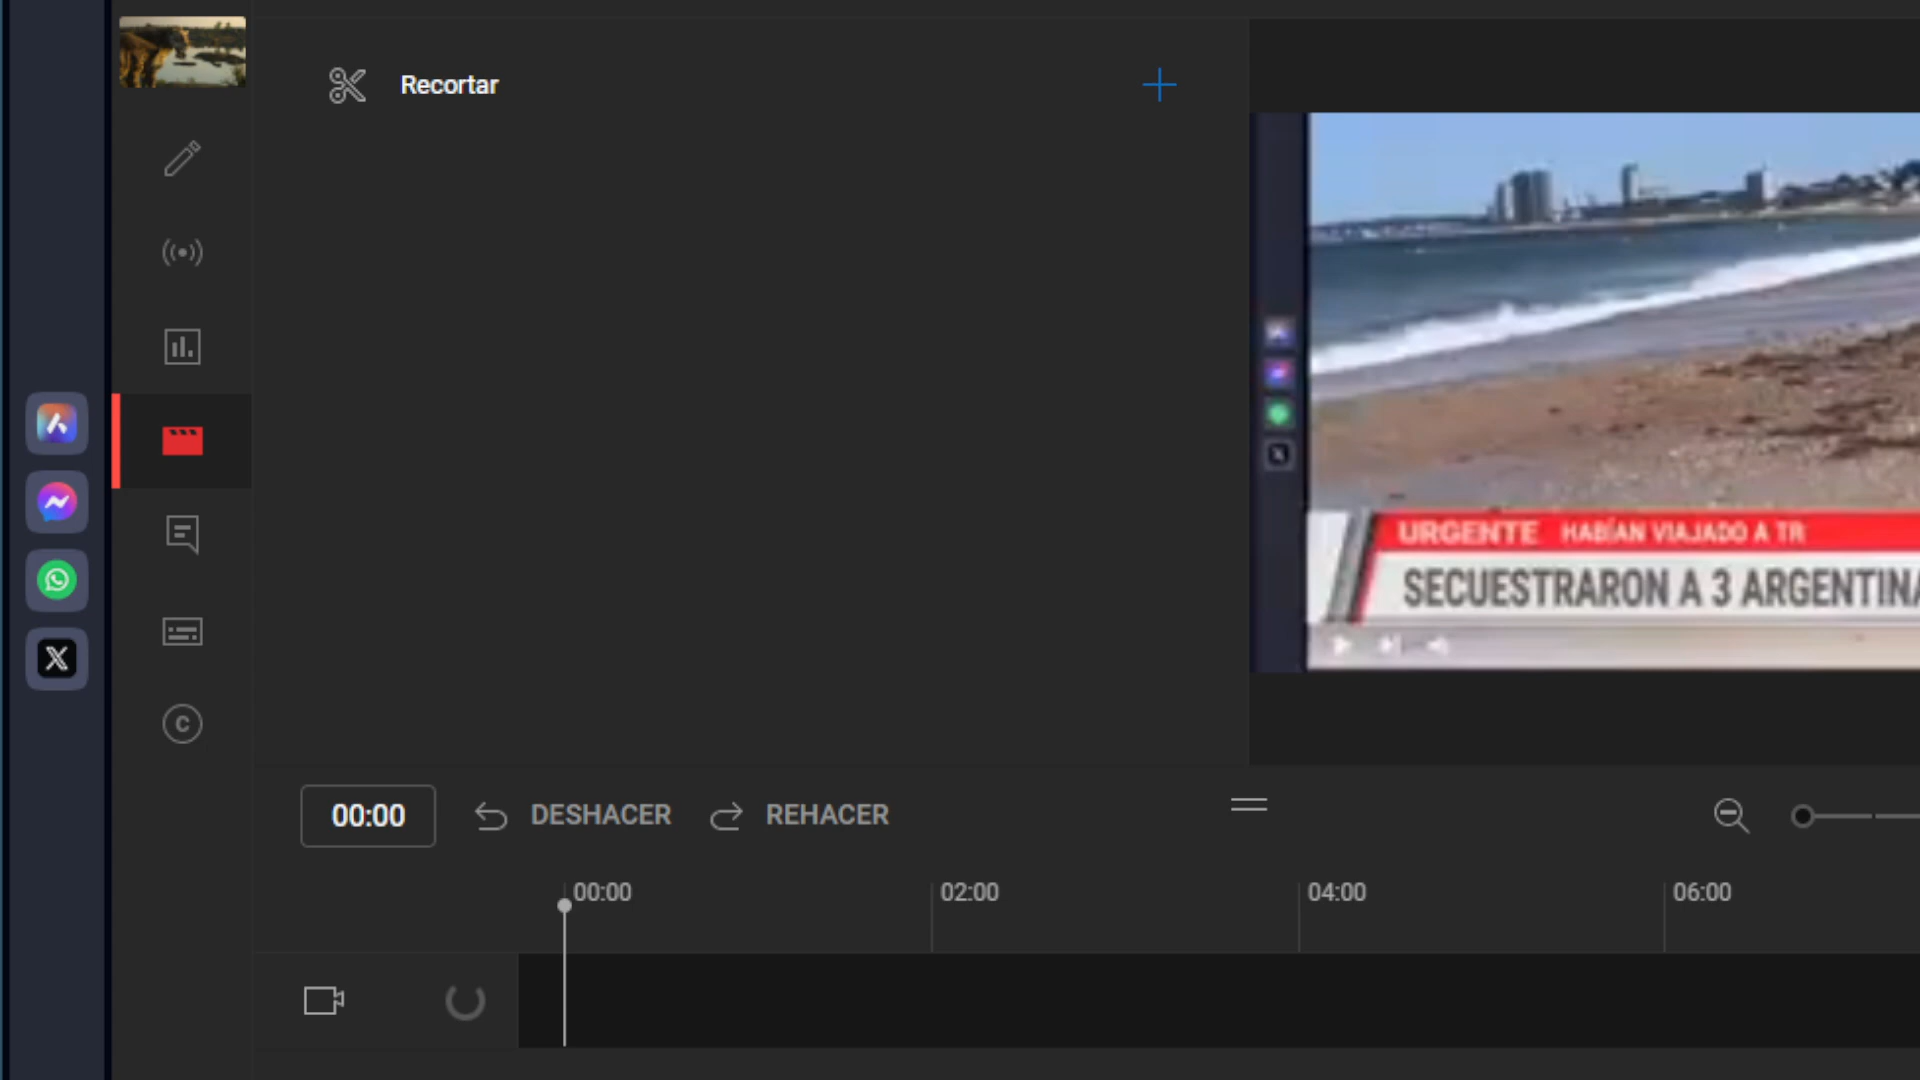 Recortar
URGENTE HABÍAN VIAJADO A TR
SECUESTRARON A 3 ARGENTINA
00:00 DESHACER REHACER
00:00 02:00 04:00 06:00